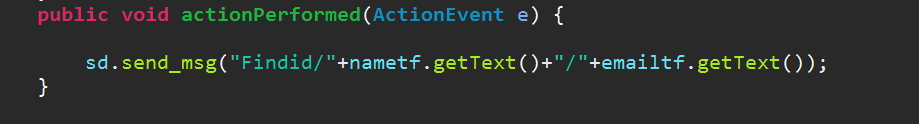 public void actionPerformed(ActionEvent e) {
sd.send_msg("Findid/"+nametf.getText()+"/"+emailtf.getText());
}